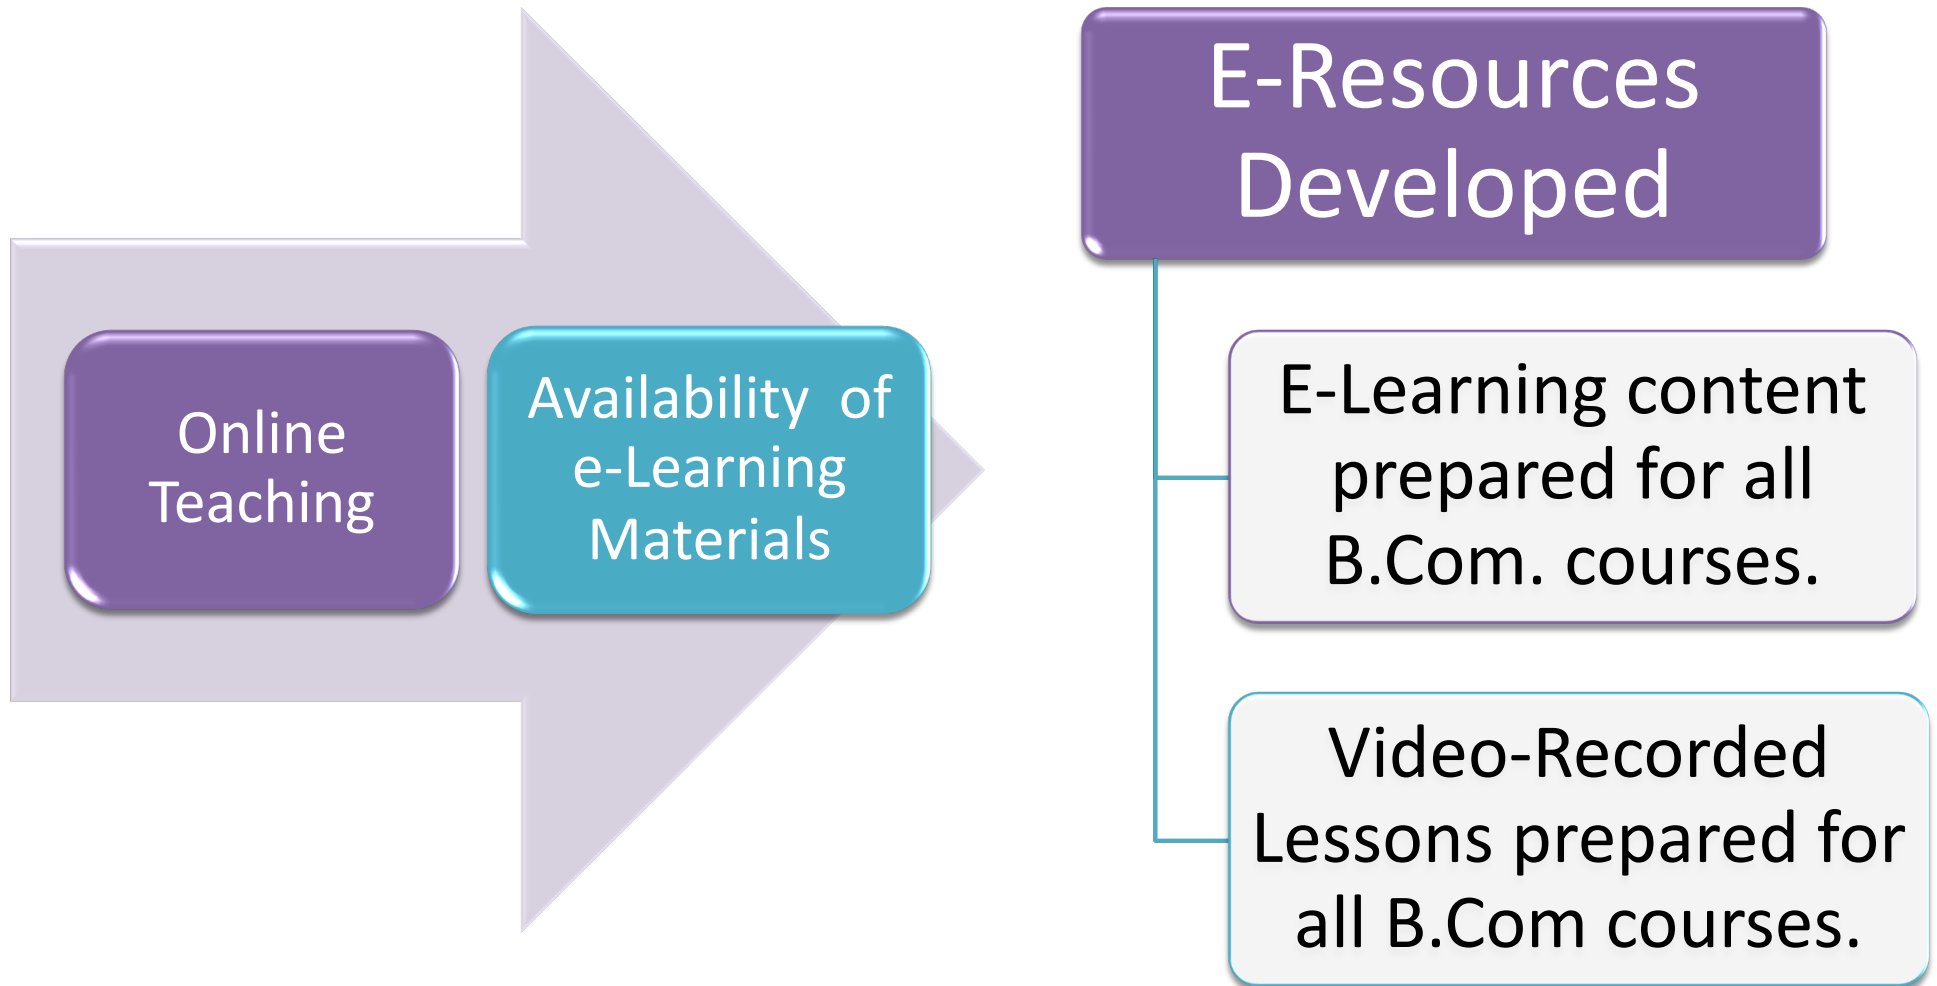 Online
Teaching
Availability  of
e-Learning
Materials
E-Resources
Developed
E-Learning content
prepared for all
B.Com. courses.
Video-Recorded
Lessons prepared for
all B.Com courses.